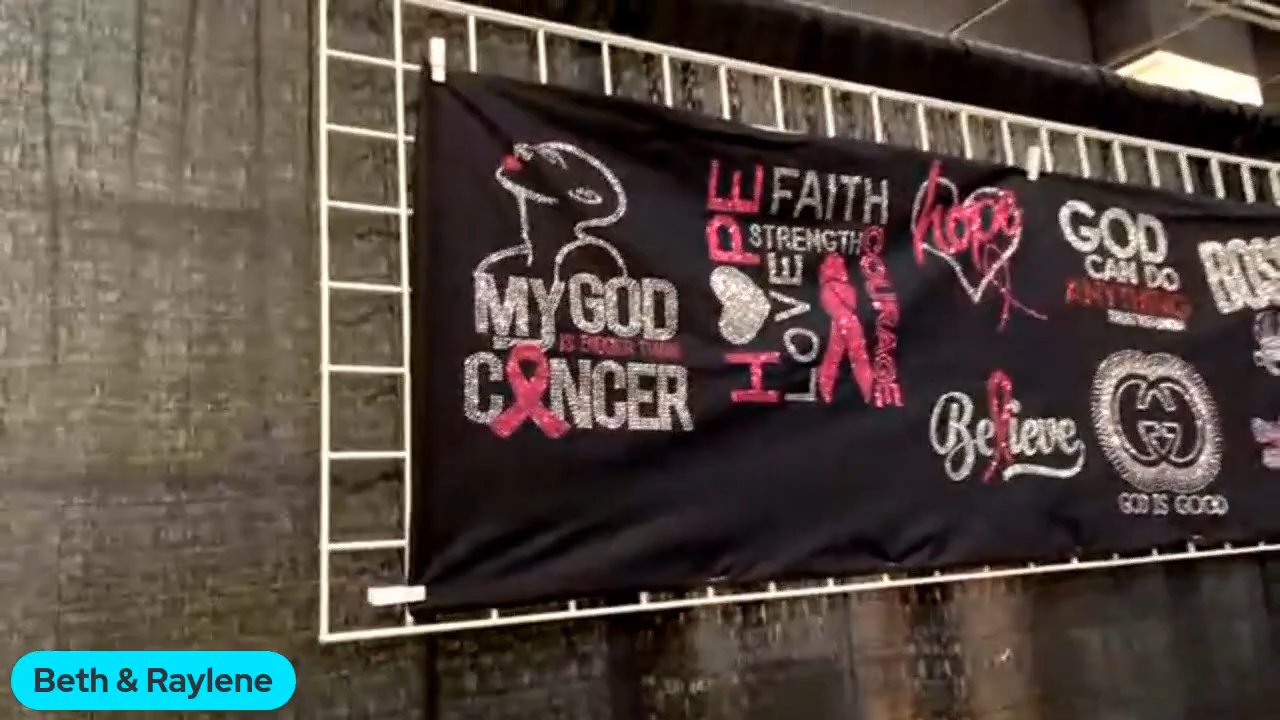 MY GOD
IS BIGGER THAN
CANCER
HOPE
FAITH
STRENGTH
LOVE
COURAGE
hope
GOD
CAN DO
ANYTHING
Believe
GOD IS GOOD
Beth & Raylene